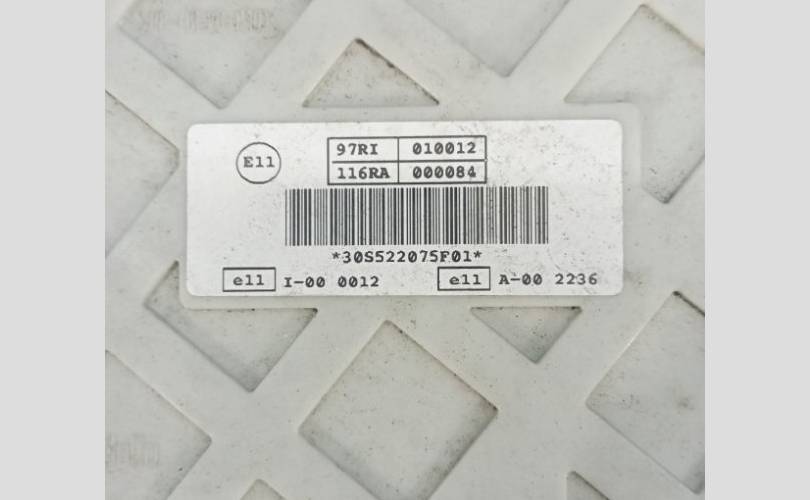 E11
97RI 010012
116RA 000084
*30S522075F01*
e11 I-00 0012 e11 A-00 2236